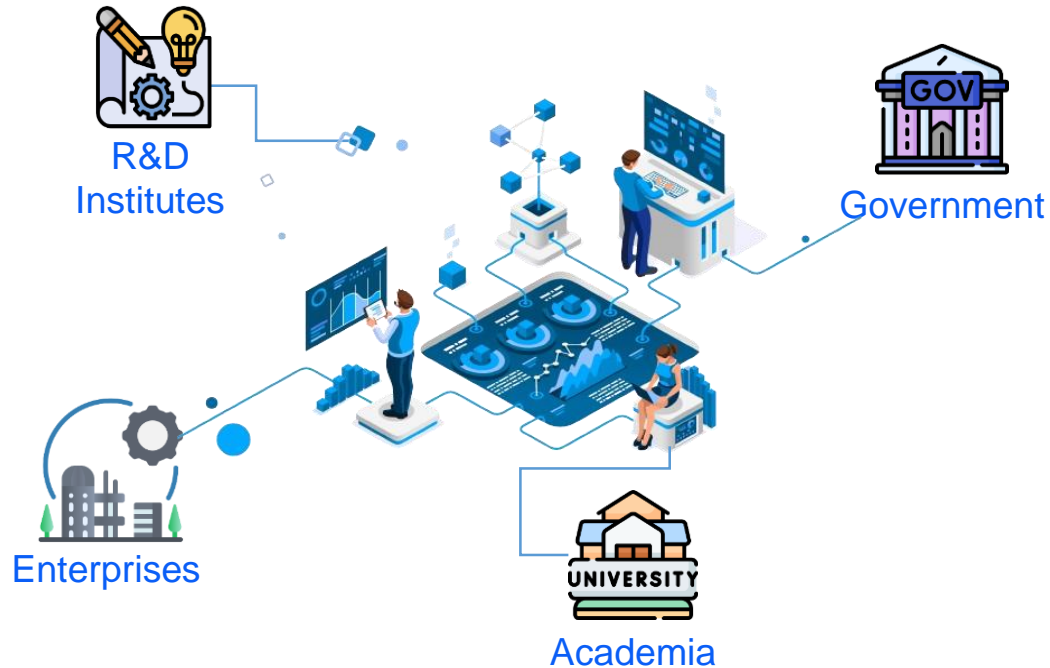 R&D
Institutes
GOV
Government
Enterprises
UNIVERSITY
Academia